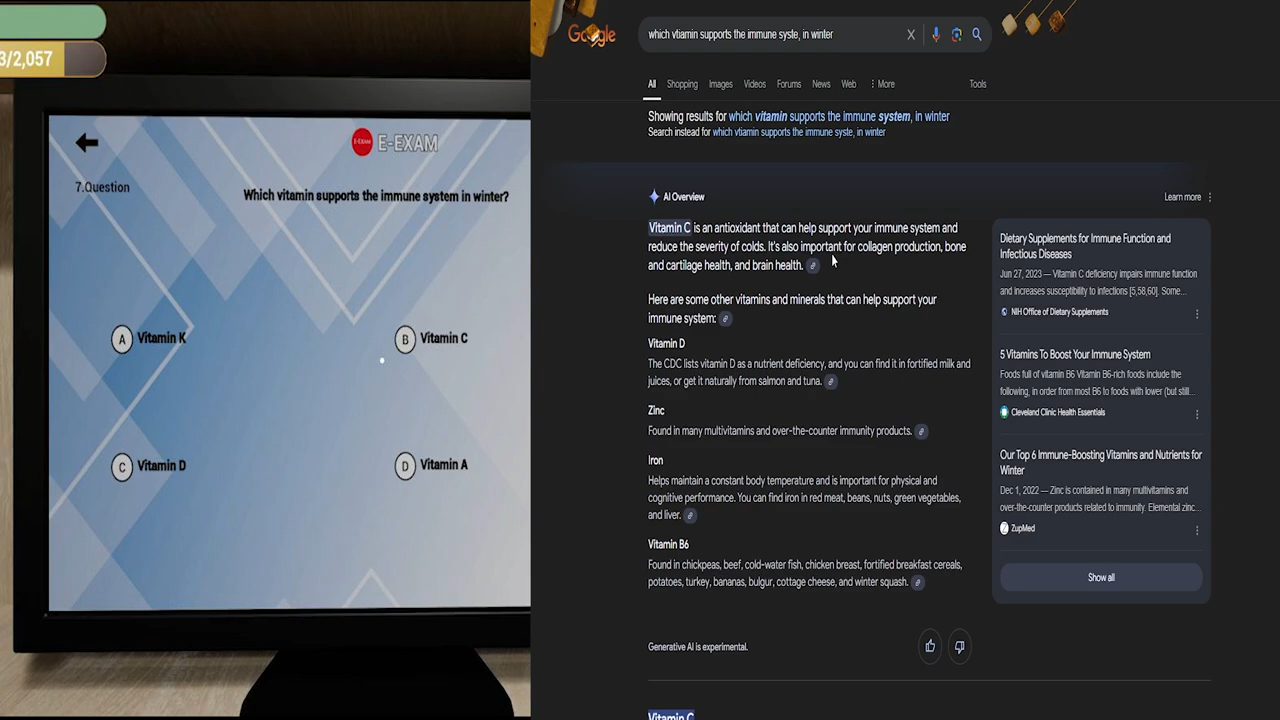 3/2,057
E-EXAM
E-EXAM
7.Question
Which vitamin supports the immune system in winter?
A Vitamin K
B Vitamin C
C Vitamin D
D Vitamin A
Google
which vtiamin supports the immune syste, in winter
All Shopping Images Videos Forums News Web More Tools
Showing results for which vitamin supports the immune system, in winter
Search instead for which vtiamin supports the immune syste, in winter
AI Overview
Learn more
Vitamin C is an antioxidant that can help support your immune system and
reduce the severity of colds. It's also important for collagen production, bone
and cartilage health, and brain health.
Here are some other vitamins and minerals that can help support your
immune system:
Vitamin D
The CDC lists vitamin D as a nutrient deficiency, and you can find it in fortified milk and
juices, or get it naturally from salmon and tuna.
Zinc
Found in many multivitamins and over-the-counter immunity products.
Iron
Helps maintain a constant body temperature and is important for physical and
cognitive performance. You can find iron in red meat, beans, nuts, green vegetables,
and liver.
Vitamin B6
Found in chickpeas, beef, cold-water fish, chicken breast, fortified breakfast cereals,
potatoes, turkey, bananas, bulgur, cottage cheese, and winter squash.
Generative AI is experimental.
Vitamin C
Dietary Supplements for Immune Function and
Infectious Diseases
Jun 27, 2023 — Vitamin C deficiency impairs immune function
and increases susceptibility to infections [5,58,60]. Some...
NIH Office of Dietary Supplements
5 Vitamins To Boost Your Immune System
Foods full of vitamin B6 Vitamin B6-rich foods include the
following, in order from most B6 to foods with lower (but still...
Cleveland Clinic Health Essentials
Our Top 6 Immune-Boosting Vitamins and Nutrients for
Winter
Dec 1, 2022 — Zinc is contained in many multivitamins and
over-the-counter products related to immunity. Elemental zinc...
ZupMed
Show all